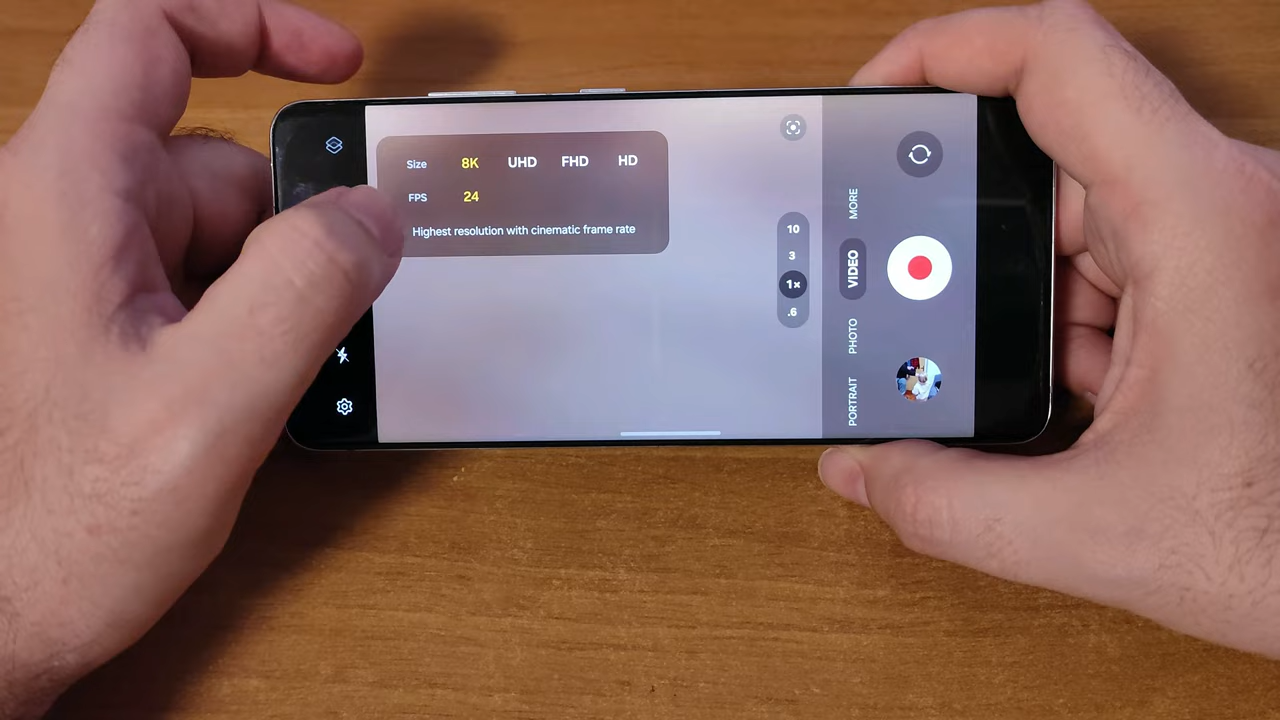 Size 8K UHD FHD HD
FPS 24
Highest resolution with cinematic frame rate
10
3
1×
.6
MORE
VIDEO
PHOTO
PORTRAIT